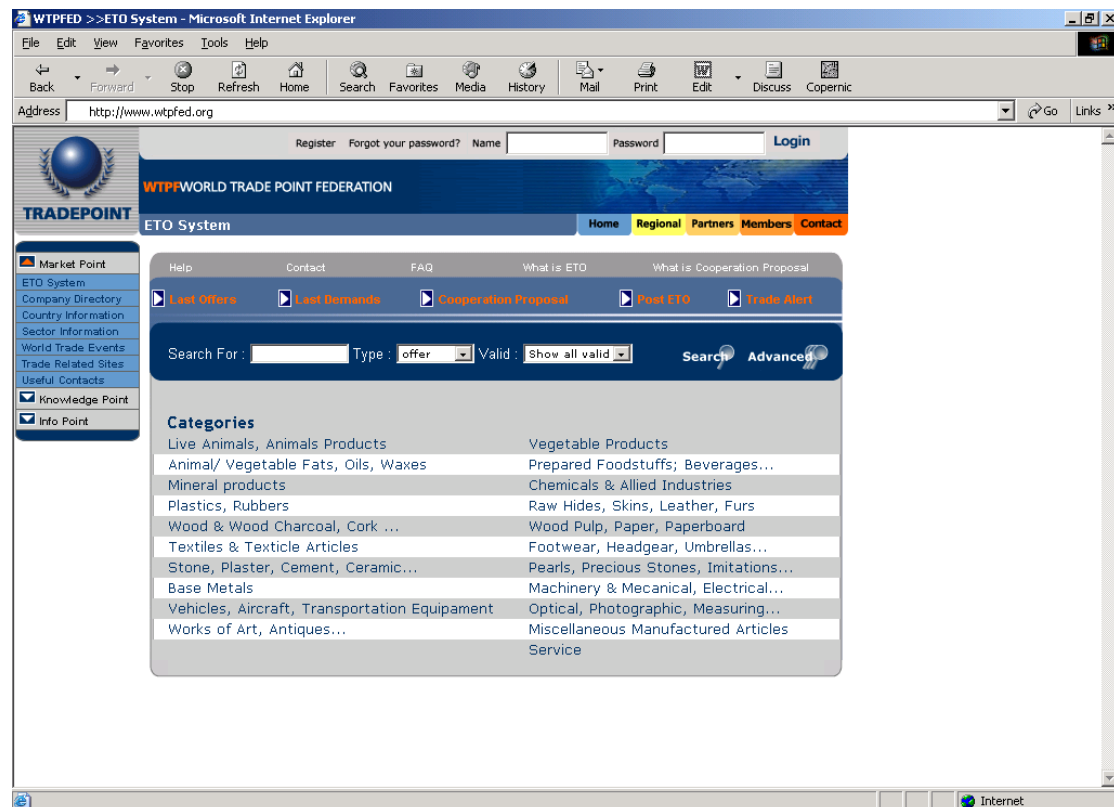 WTPFED >>ETO System - Microsoft Internet Explorer
File Edit View Favorites Tools Help
Back Forward Stop Refresh Home Search Favorites Media History Mail Print Edit Discuss Copernic
Address http://www.wtpfed.org Go Links »
Register Forgot your password? Name Password Login
TRADEPOINT
WTPFWORLD TRADE POINT FEDERATION
ETO System Home Regional Partners Members Contact
Market Point
ETO System
Company Directory
Country Information
Sector Information
World Trade Events
Trade Related Sites
Useful Contacts
Knowledge Point
Info Point
Help Contact FAQ What is ETO What is Cooperation Proposal
Last Offers Last Demands Cooperation Proposal Post ETO Trade Alert
Search For : Type : offer Valid : Show all valid Search Advanced
Categories
Live Animals, Animals Products Vegetable Products
Animal/ Vegetable Fats, Oils, Waxes Prepared Foodstuffs; Beverages...
Mineral products Chemicals & Allied Industries
Plastics, Rubbers Raw Hides, Skins, Leather, Furs
Wood & Wood Charcoal, Cork ... Wood Pulp, Paper, Paperboard
Textiles & Texticle Articles Footwear, Headgear, Umbrellas...
Stone, Plaster, Cement, Ceramic... Pearls, Precious Stones, Imitations...
Base Metals Machinery & Mecanical, Electrical...
Vehicles, Aircraft, Transportation Equipament Optical, Photographic, Measuring...
Works of Art, Antiques... Miscellaneous Manufactured Articles
Service
Internet